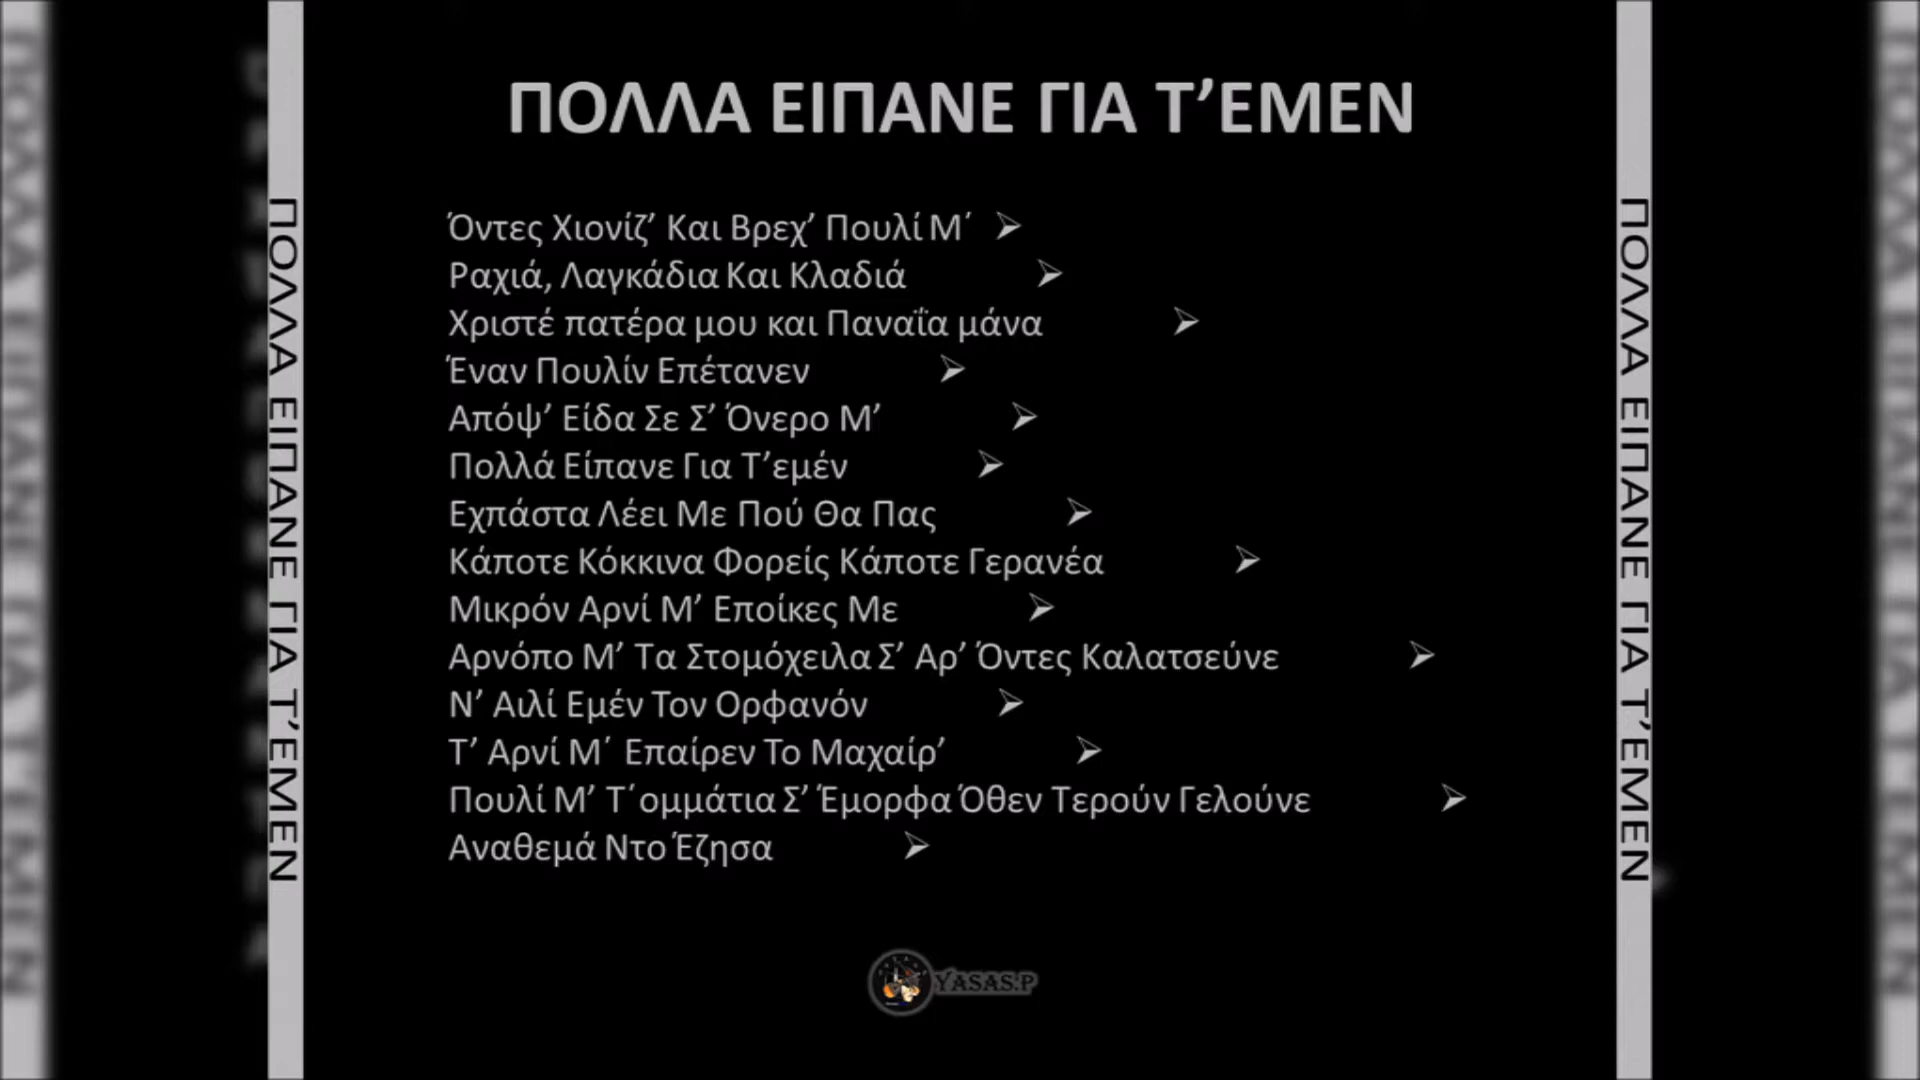 ΠΟΛΛΑ ΕΙΠΑΝΕ ΓΙΑ Τ’ΕΜΕΝ
Όντες Χιονίζ’ Και Βρεχ’ Πουλί Μ΄
Ραχιά, Λαγκάδια Και Κλαδιά
Χριστέ πατέρα μου και Παναΐα μάνα
Έναν Πουλίν Επέτανεν
Απόψ’ Είδα Σε Σ’ Όνερο Μ’
Πολλά Είπανε Για Τ’εμέν
Εχπάστα Λέει Με Πού Θα Πας
Κάποτε Κόκκινα Φορείς Κάποτε Γερανέα
Μικρόν Αρνί Μ’ Εποίκες Με
Αρνόπο Μ’ Τα Στομόχειλα Σ’ Αρ’ Όντες Καλατσεύνε
Ν’ Αιλί Εμέν Τον Ορφανόν
Τ’ Αρνί Μ΄ Επαίρεν Το Μαχαίρ’
Πουλί Μ’ Τ΄ομμάτια Σ’ Έμορφα Όθεν Τερούν Γελούνε
Αναθεμά Ντο Έζησα
YASAS.P
ΠΟΛΛΑ ΕΙΠΑΝΕ ΓΙΑ Τ’ΕΜΕΝ
ΠΟΛΛΑ ΕΙΠΑΝΕ ΓΙΑ Τ’ΕΜΕΝ